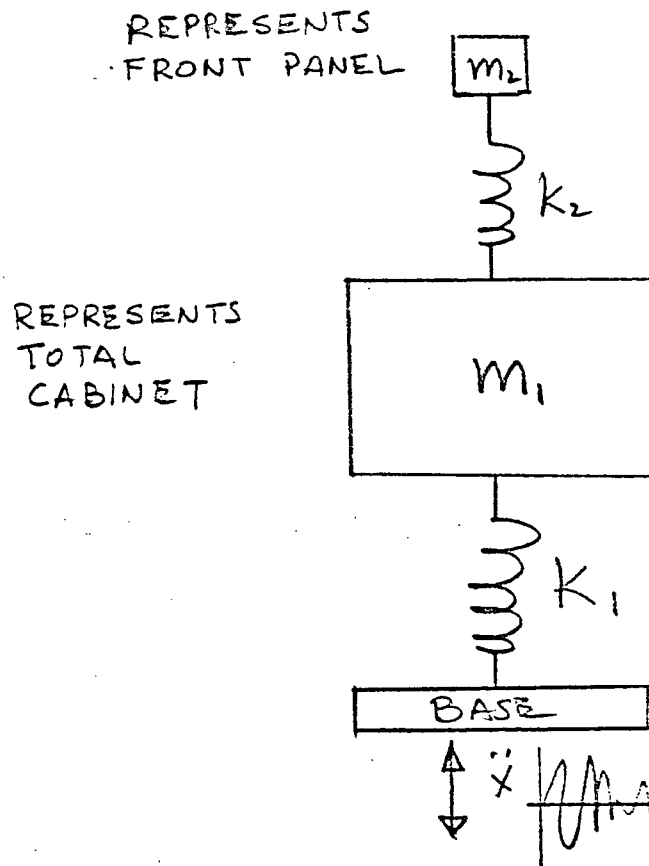 REPRESENTS
FRONT PANEL
m₂
k₂
REPRESENTS
TOTAL
CABINET
m₁
K₁
BASE
ẍ